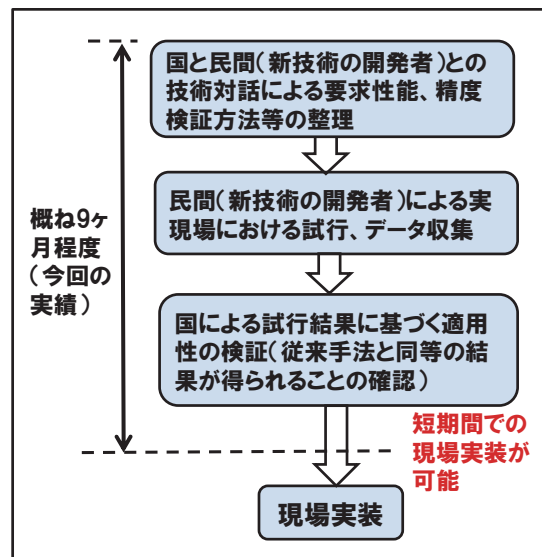 国と民間(新技術の開発者)との
技術対話による要求性能、精度
検証方法等の整理
民間(新技術の開発者)による実
現場における試行、データ収集
概ね9ヶ
月程度
(今回の
実績)
国による試行結果に基づく適用
性の検証(従来手法と同等の結
果が得られることの確認)
短期間での
現場実装が
可能
現場実装